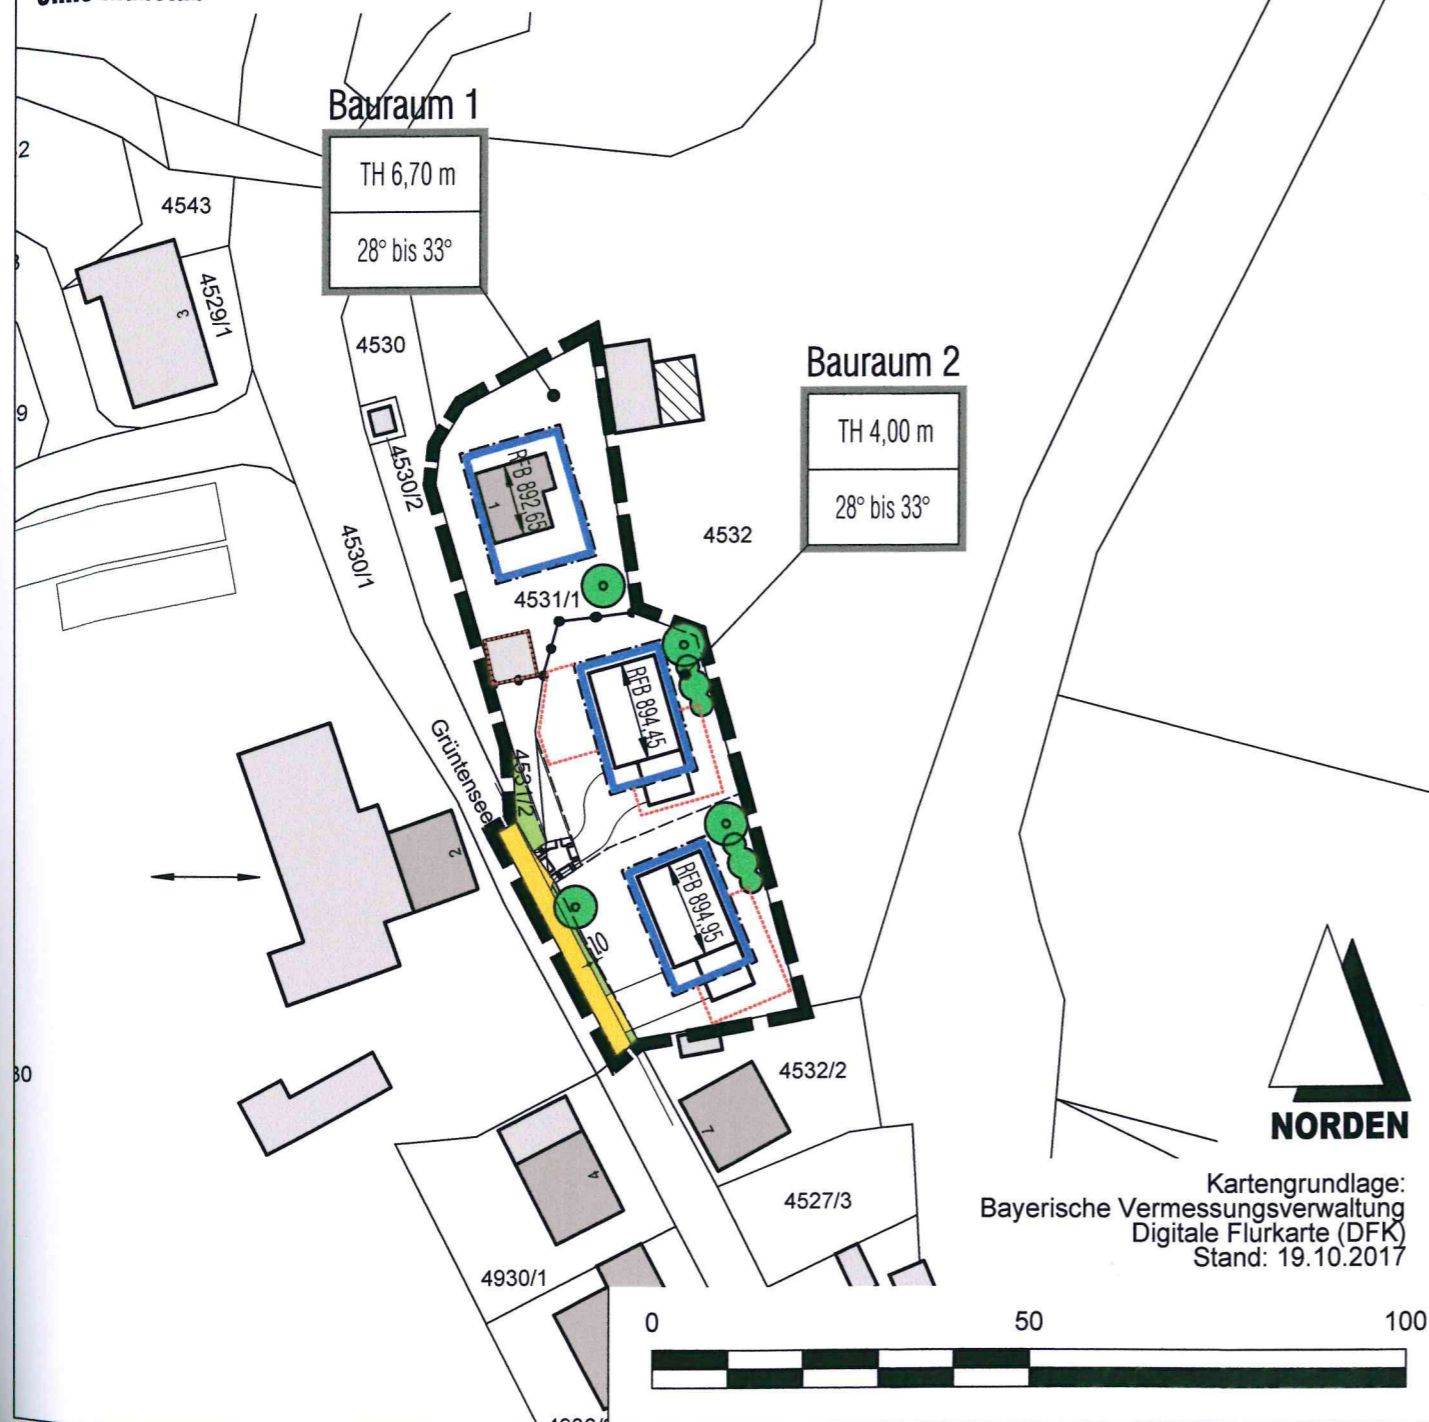 Bauraum 1
TH 6,70 m
28° bis 33°
4543
3
4529/1
4530
4530/2
4530/1
Bauraum 2
TH 4,00 m
28° bis 33°
4532
RFB 892,65
1
4531/1
RFB 894,45
4531/2
Grüntensee
2
RFB 894,95
10
4532/2
7
4
4527/3
4930/1
NORDEN
Kartengrundlage:
Bayerische Vermessungsverwaltung
Digitale Flurkarte (DFK)
Stand: 19.10.2017
0
50
100